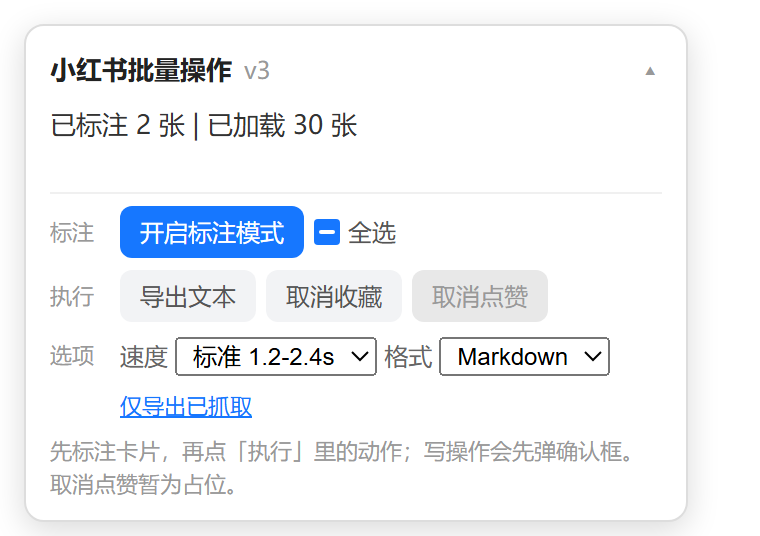 小红书批量操作 v3 ▲
已标注 2 张 | 已加载 30 张
标注 开启标注模式 全选
执行 导出文本 取消收藏 取消点赞
选项 速度 标准 1.2-2.4s 格式 Markdown
仅导出已抓取
先标注卡片，再点「执行」里的动作；写操作会先弹确认框。
取消点赞暂为占位。